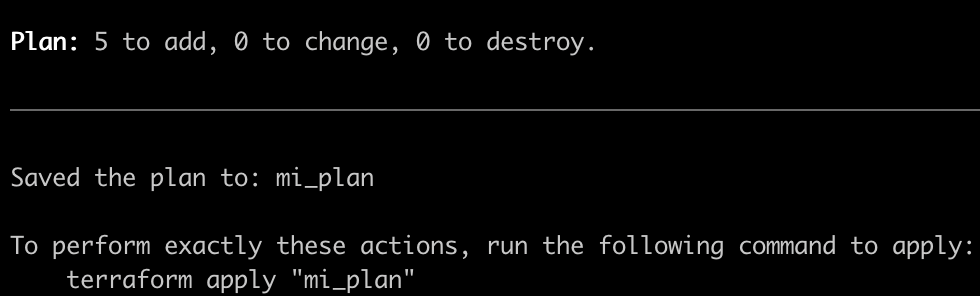 Plan: 5 to add, 0 to change, 0 to destroy.
Saved the plan to: mi_plan
To perform exactly these actions, run the following command to apply:
terraform apply "mi_plan"